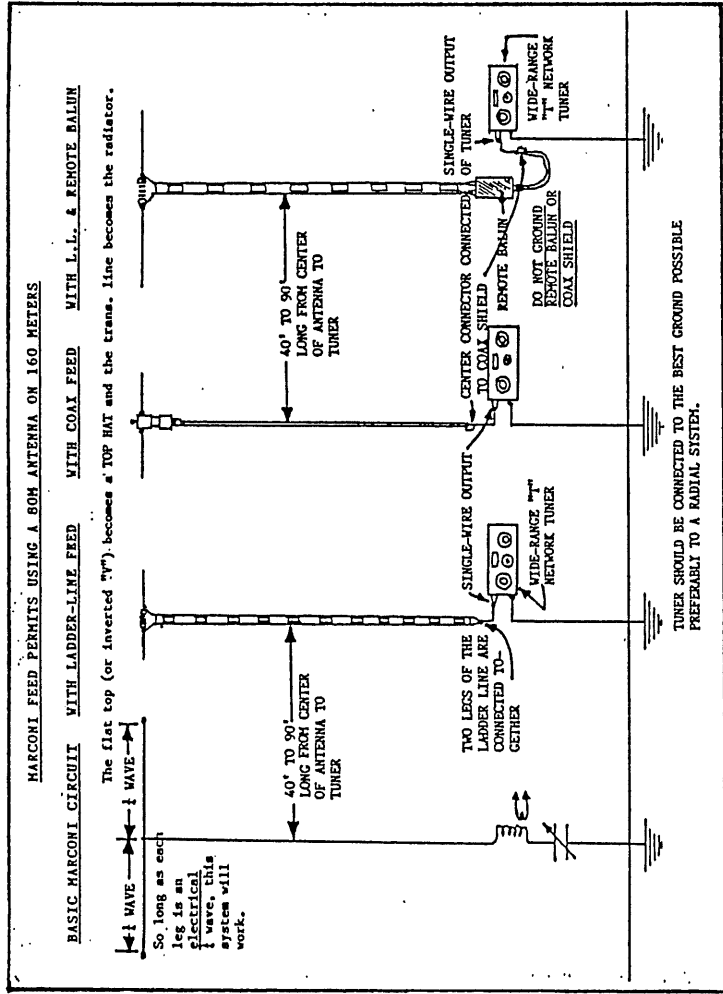 MARCONI FEED PERMITS USING A 80M ANTENNA ON 160 METERS
BASIC MARCONI CIRCUIT
WITH LADDER-LINE FEED
WITH COAX FEED
WITH L.L. & REMOTE BALUN
The flat top (or inverted "V") becomes a TOP HAT and the trans. line becomes the radiator.
¼ WAVE
¼ WAVE
So long as each
leg is an
electrical
¼ wave, this
system will
work.
40' TO 90'
LONG FROM CENTER
OF ANTENNA TO
TUNER
TWO LEGS OF THE
LADDER LINE ARE
CONNECTED TO-
GETHER
SINGLE-WIRE OUTPUT
WIDE-RANGE "T"
NETWORK TUNER
40' TO 90'
LONG FROM CENTER
OF ANTENNA TO
TUNER
CENTER CONNECTOR CONNECTED
TO COAX SHIELD
SINGLE-WIRE OUTPUT
OF TUNER
REMOTE BALUN
DO NOT GROUND
REMOTE BALUN OR
COAX SHIELD
WIDE-RANGE
"T" NETWORK
TUNER
TUNER SHOULD BE CONNECTED TO THE BEST GROUND POSSIBLE
PREFERABLY TO A RADIAL SYSTEM.